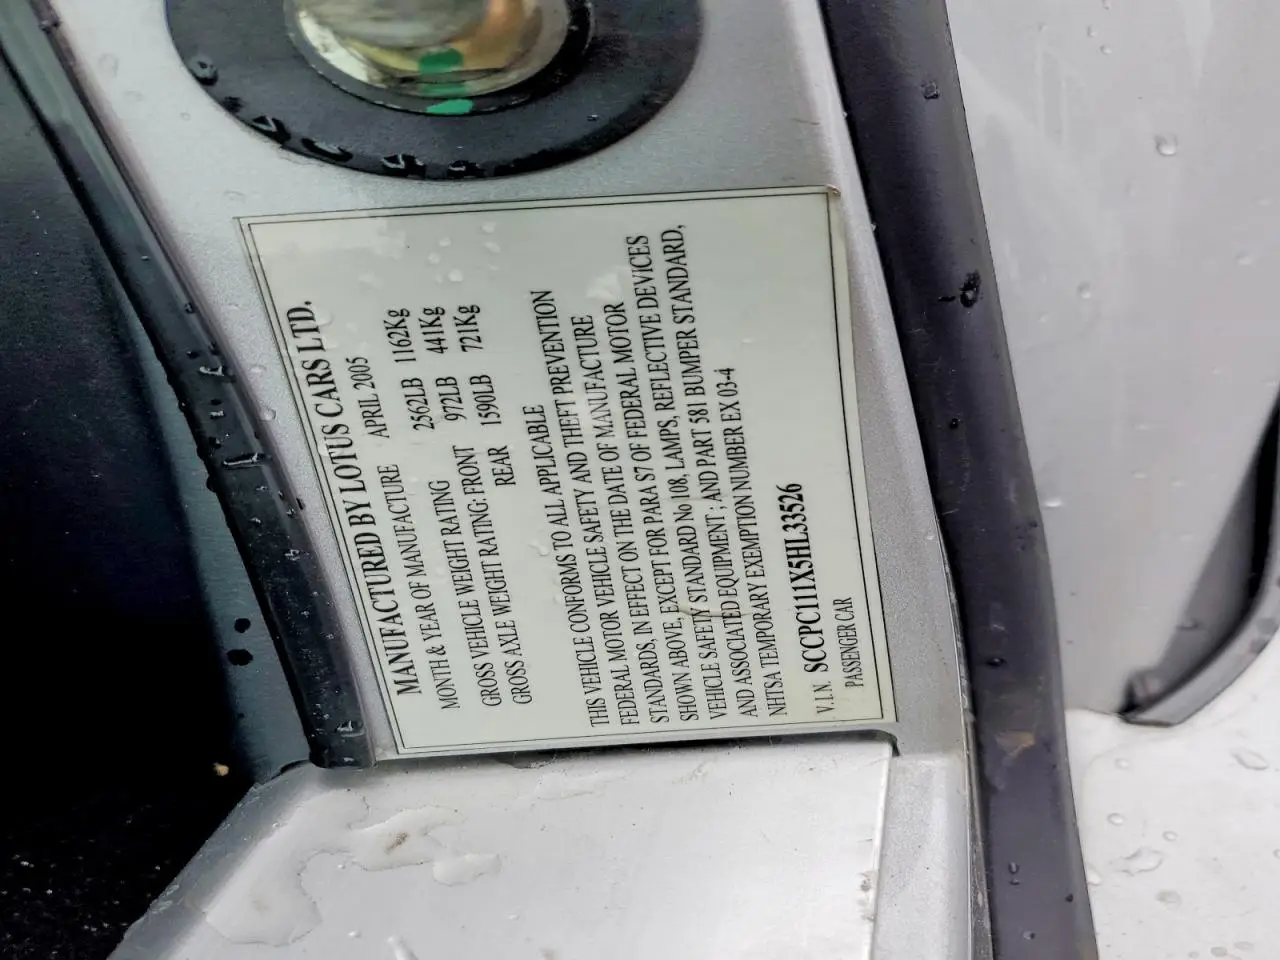 MANUFACTURED BY LOTUS CARS LTD.
MONTH & YEAR OF MANUFACTURE APRIL 2005
GROSS VEHICLE WEIGHT RATING 2562LB 1162Kg
GROSS AXLE WEIGHT RATING: FRONT 972LB 441Kg
REAR 1590LB 721Kg
THIS VEHICLE CONFORMS TO ALL APPLICABLE
FEDERAL MOTOR VEHICLE SAFETY AND THEFT PREVENTION
STANDARDS, IN EFFECT ON THE DATE OF MANUFACTURE
SHOWN ABOVE, EXCEPT FOR PARA S7 OF FEDERAL MOTOR
VEHICLE SAFETY STANDARD No 108, LAMPS, REFLECTIVE DEVICES
AND ASSOCIATED EQUIPMENT ; AND PART 581 BUMPER STANDARD,
NHTSA TEMPORARY EXEMPTION NUMBER EX 03-4
V.I.N. SCCPC111X5HL33526
PASSENGER CAR